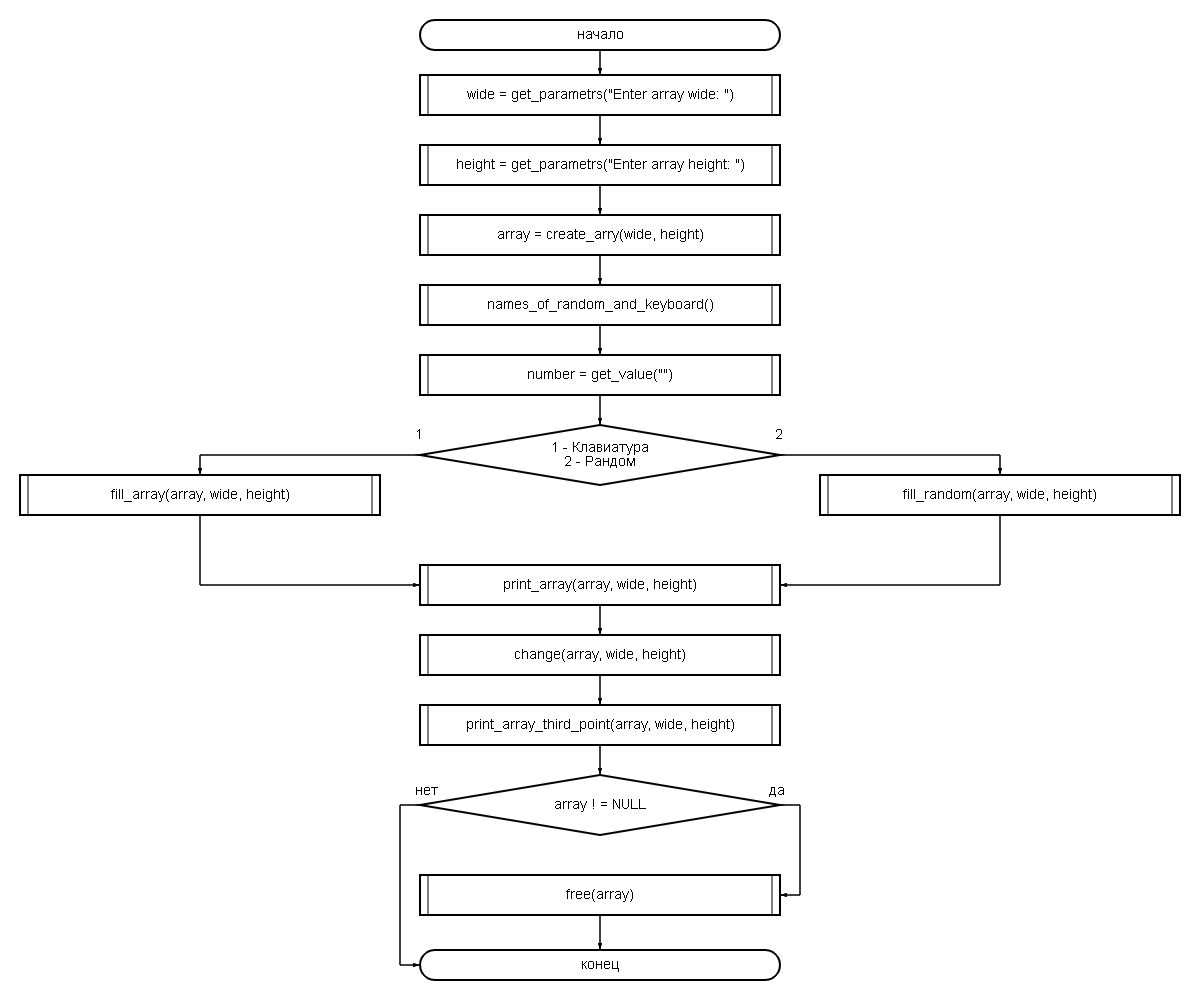 начало
wide = get_parametrs("Enter array wide: ")
height = get_parametrs("Enter array height: ")
array = create_arry(wide, height)
names_of_random_and_keyboard()
number = get_value("")
1
2
1 - Клавиатура
2 - Рандом
fill_array(array, wide, height)
fill_random(array, wide, height)
print_array(array, wide, height)
change(array, wide, height)
print_array_third_point(array, wide, height)
нет
да
array ! = NULL
free(array)
конец